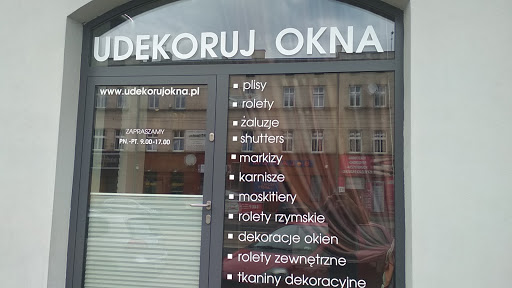 UDEKORUJ OKNA
www.udekorujokna.pl
ZAPRASZAMY
PN.-PT. 9.00-17.00
▪ plisy
▪ rolety
▪ żaluzje
▪ shutters
▪ markizy
▪ karnisze
▪ moskitiery
▪ rolety rzymskie
▪ dekoracje okien
▪ rolety zewnętrzne
▪ tkaniny dekoracyjne